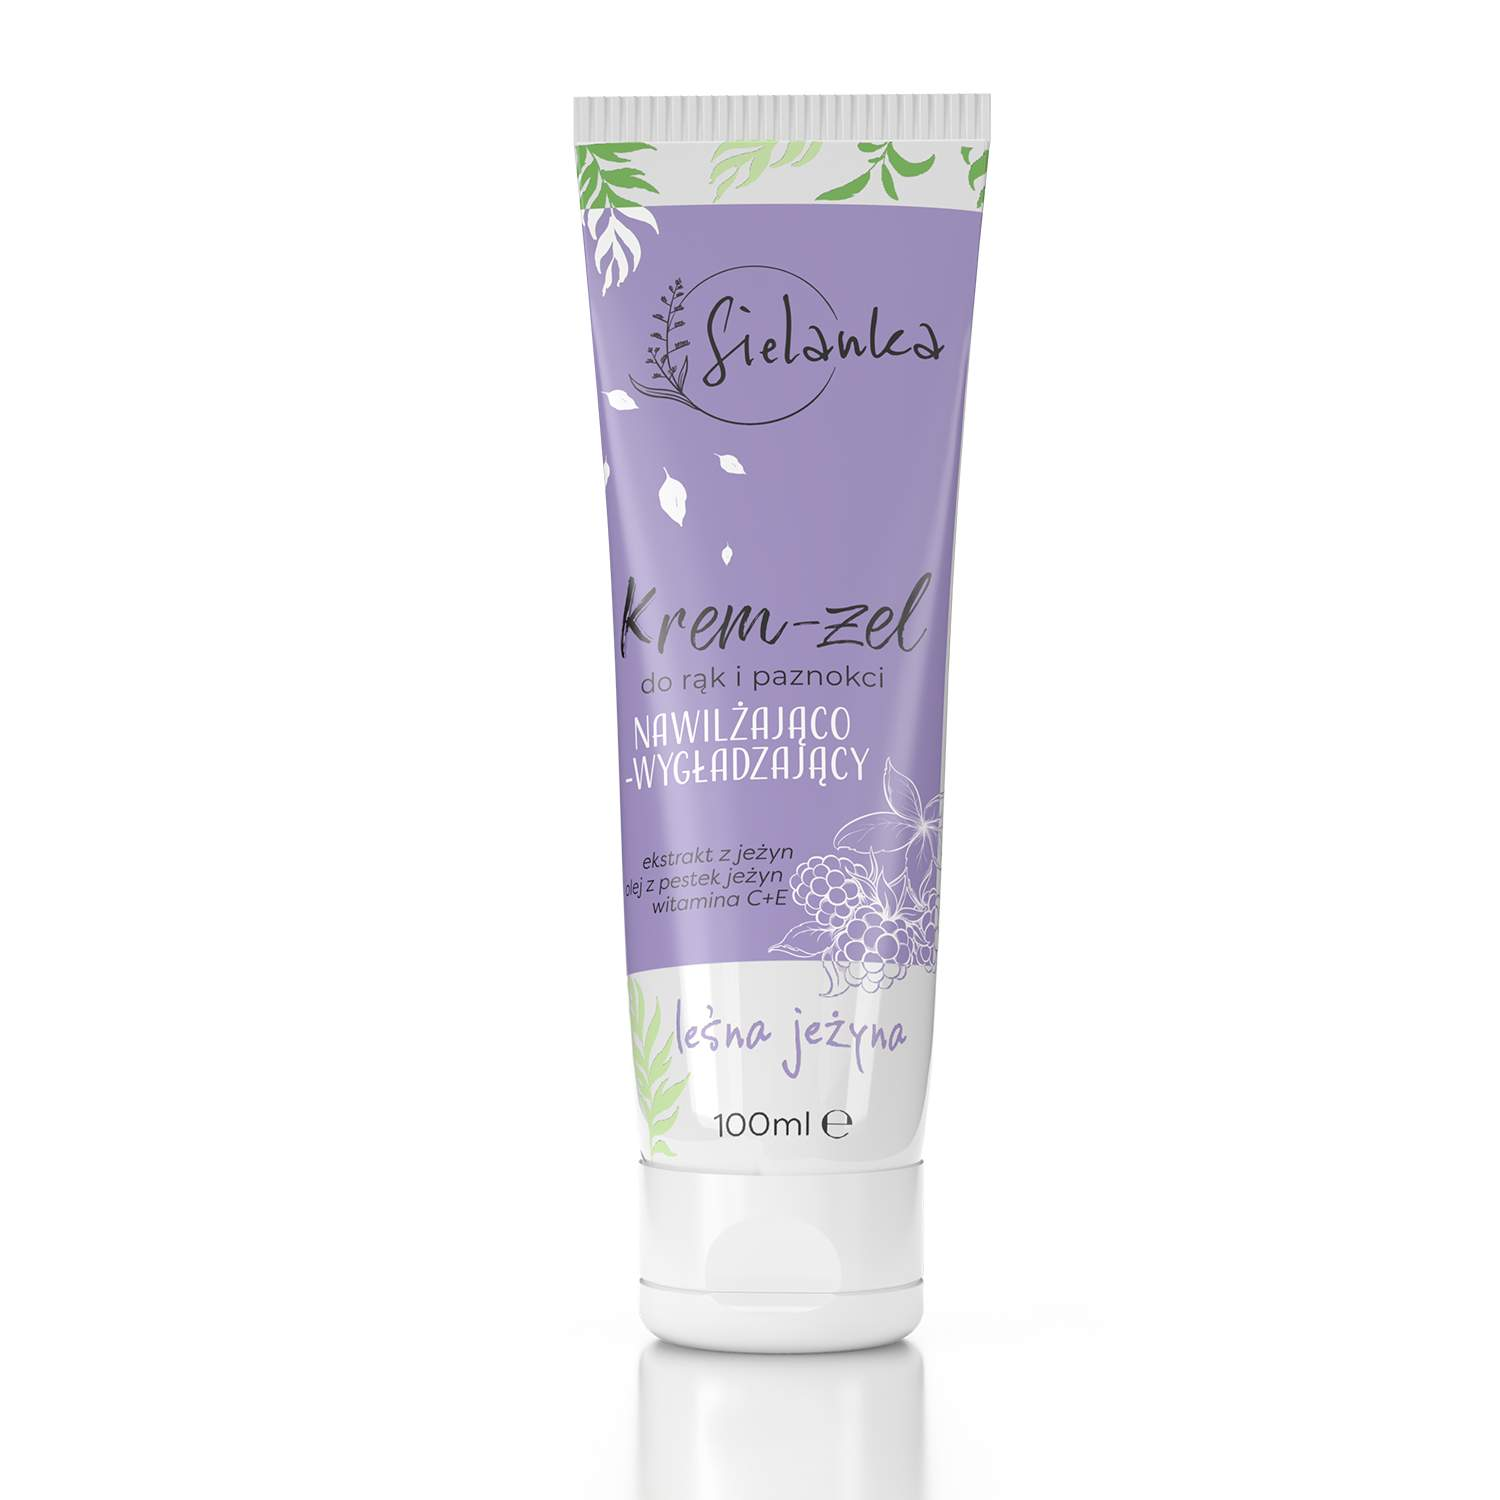 Sielanka
Krem-żel
do rąk i paznokci
NAWILŻAJĄCO
-WYGŁADZAJĄCY
ekstrakt z jeżyn
olej z pestek jeżyn
witamina C+E
leśna jeżyna
100ml ℮